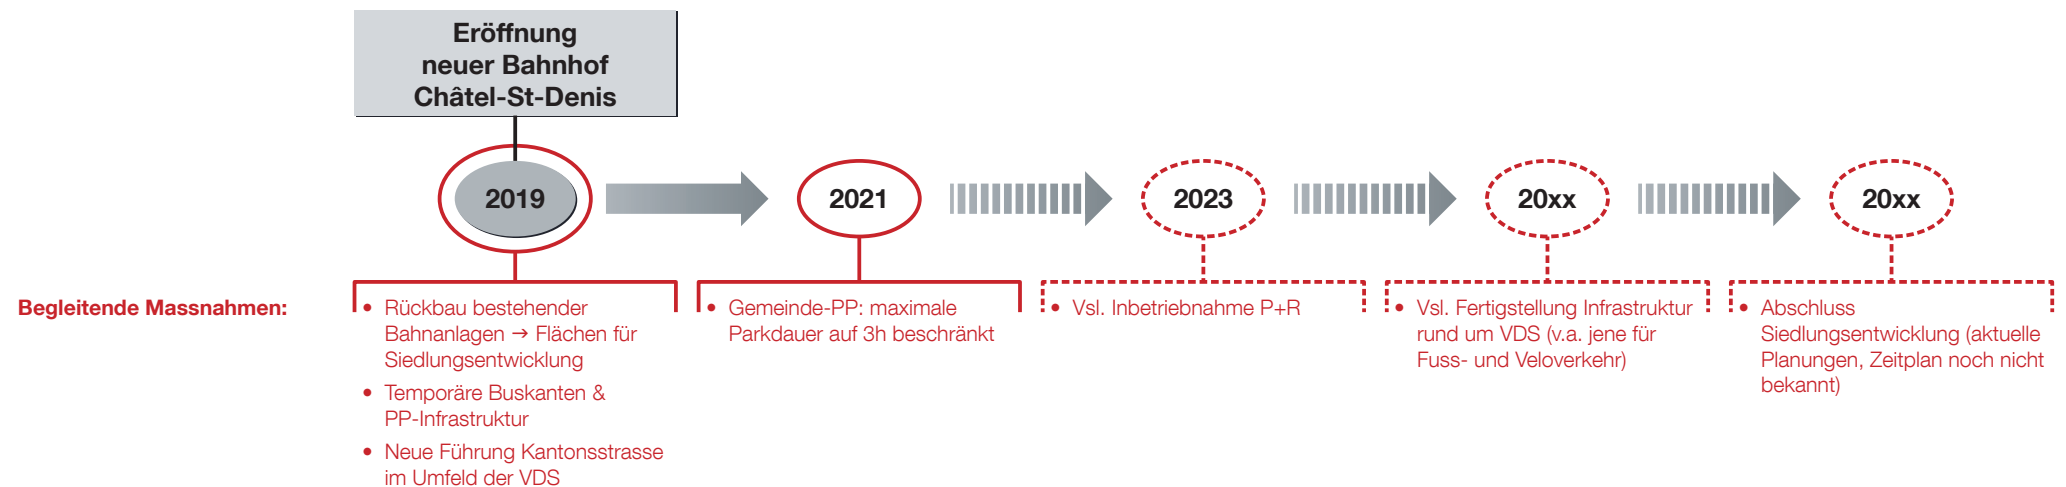 Eröffnung
neuer Bahnhof
Châtel-St-Denis
2019
2021
2023
20xx
20xx
Begleitende Massnahmen:
• Rückbau bestehender
Bahnanlagen → Flächen für
Siedlungsentwicklung
• Temporäre Buskanten &
PP-Infrastruktur
• Neue Führung Kantonsstrasse
im Umfeld der VDS
• Gemeinde-PP: maximale
Parkdauer auf 3h beschränkt
• Vsl. Inbetriebnahme P+R
• Vsl. Fertigstellung Infrastruktur
rund um VDS (v.a. jene für
Fuss- und Veloverkehr)
• Abschluss
Siedlungsentwicklung (aktuelle
Planungen, Zeitplan noch nicht
bekannt)